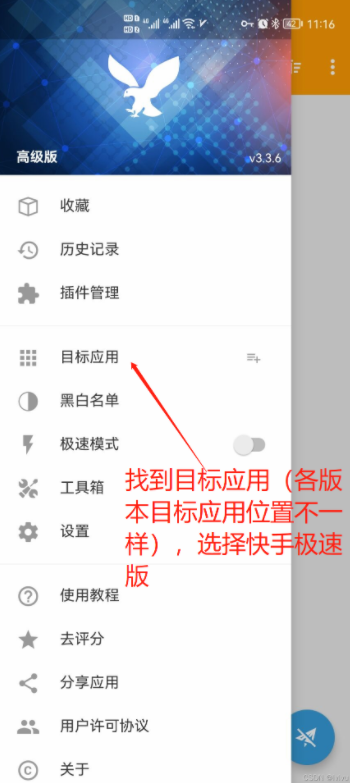 11:16
高级版
v3.3.6
收藏
历史记录
插件管理
目标应用
黑白名单
极速模式
工具箱
设置
找到目标应用（各版
本目标应用位置不一
样），选择快手极速
版
使用教程
去评分
分享应用
用户许可协议
关于